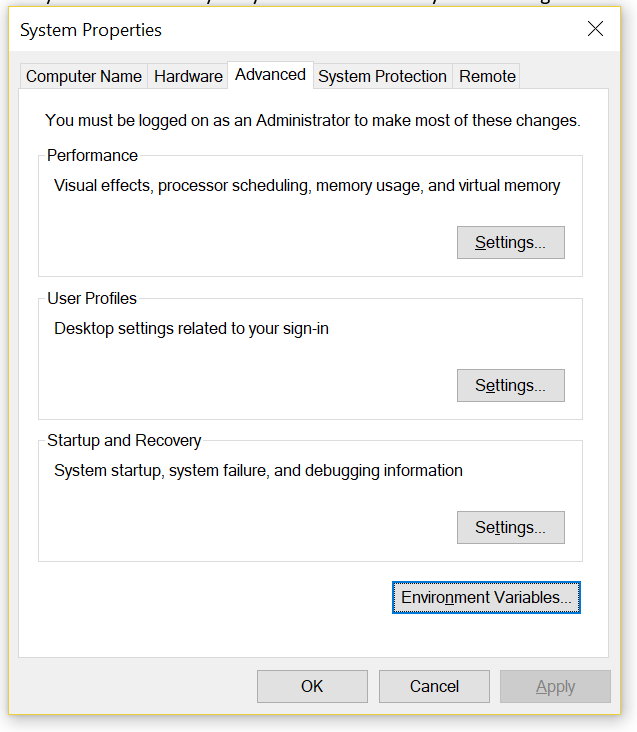 System Properties
Computer Name Hardware Advanced System Protection Remote
You must be logged on as an Administrator to make most of these changes.
Performance
Visual effects, processor scheduling, memory usage, and virtual memory
Settings...
User Profiles
Desktop settings related to your sign-in
Settings...
Startup and Recovery
System startup, system failure, and debugging information
Settings...
Environment Variables...
OK Cancel Apply